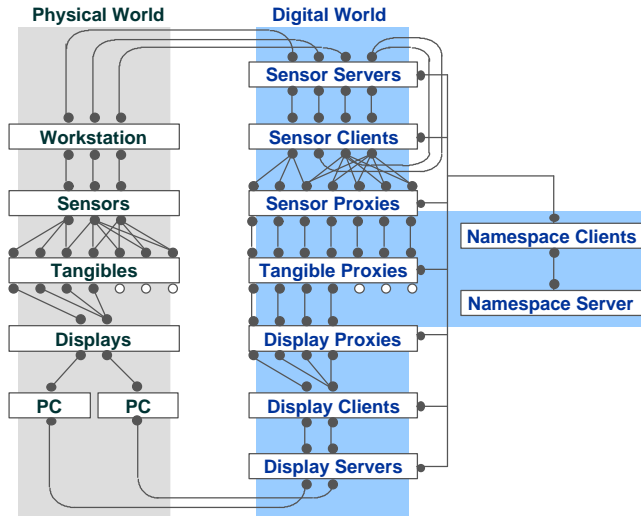 Physical World
Digital World
Sensor Servers
Workstation
Sensor Clients
Sensors
Sensor Proxies
Namespace Clients
Tangibles
Tangible Proxies
Namespace Server
Displays
Display Proxies
PC
PC
Display Clients
Display Servers